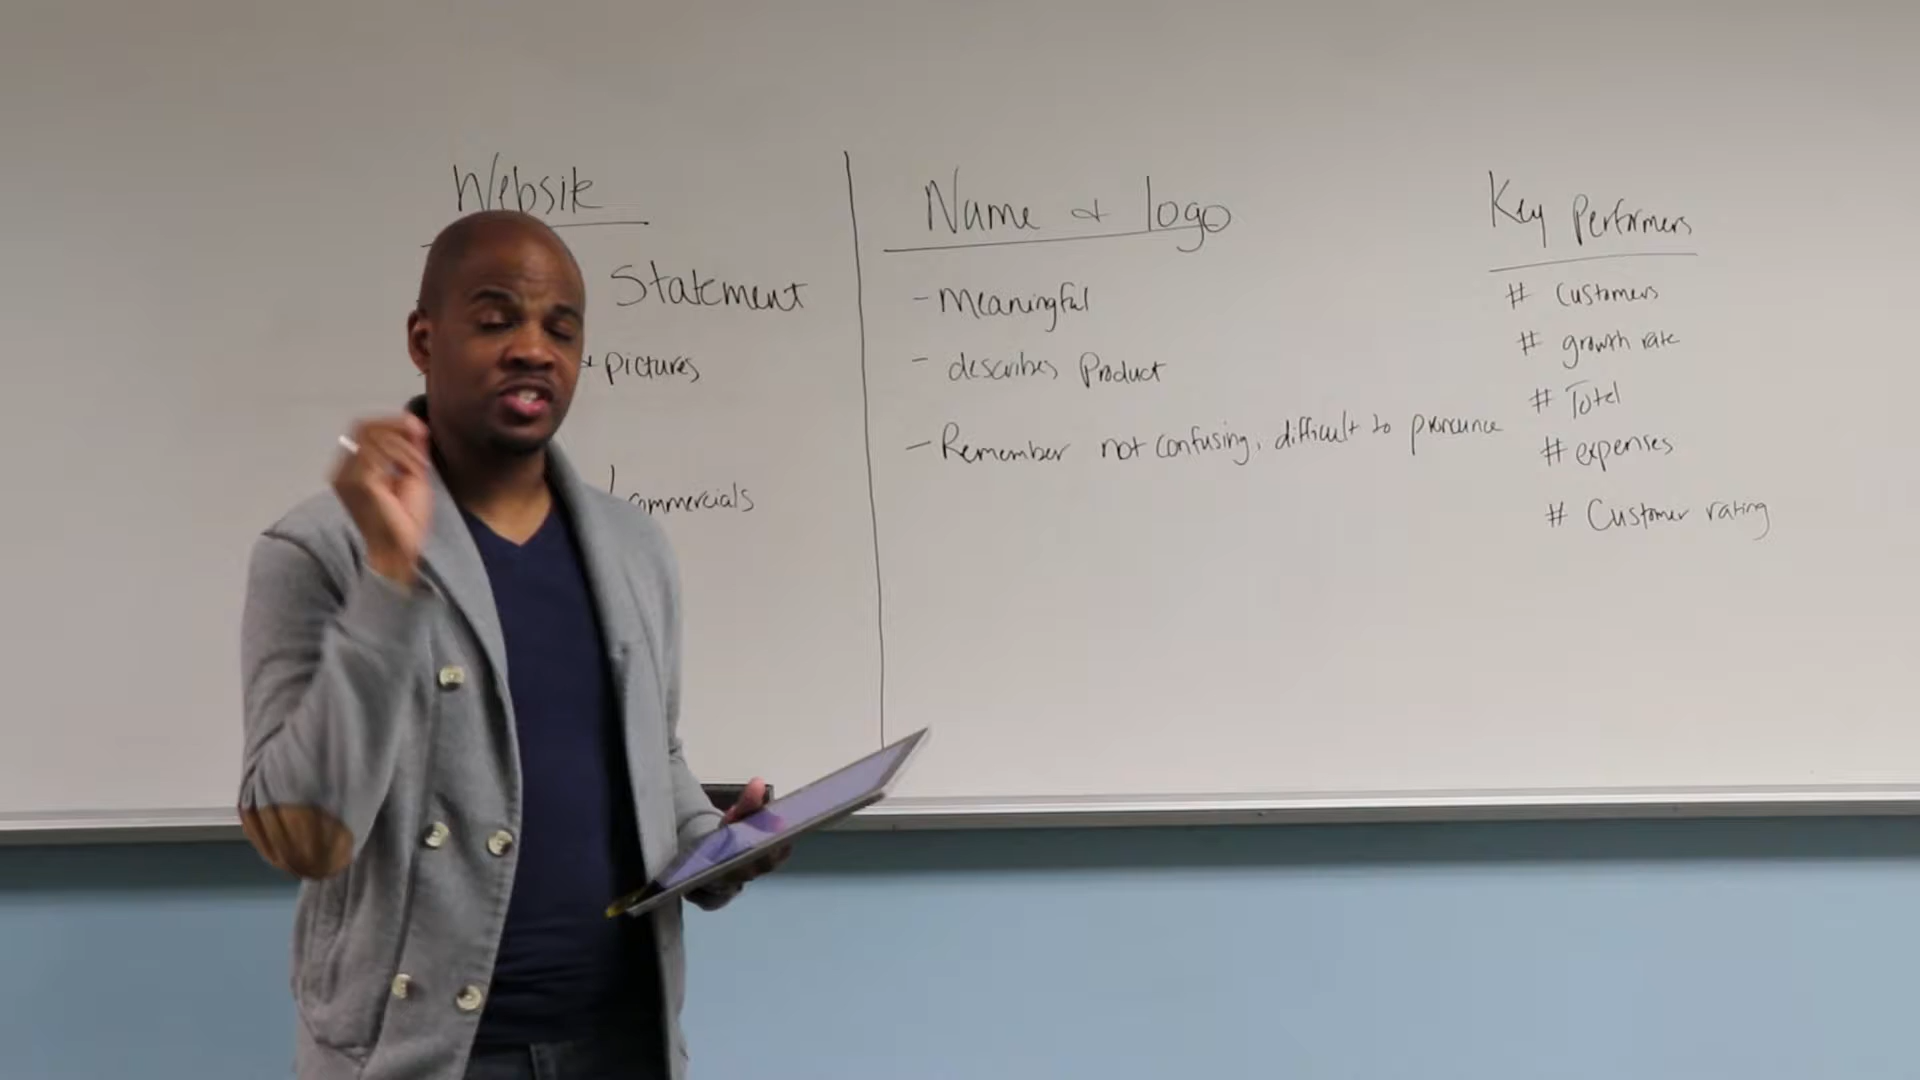 Website
Statement
+ pictures
commercials
Name & logo
- Meaningful
- describes Product
- Remember not confusing, difficult to pronounce
Key Performers
# Customers
# growth rate
# Total
# expenses
# Customer rating